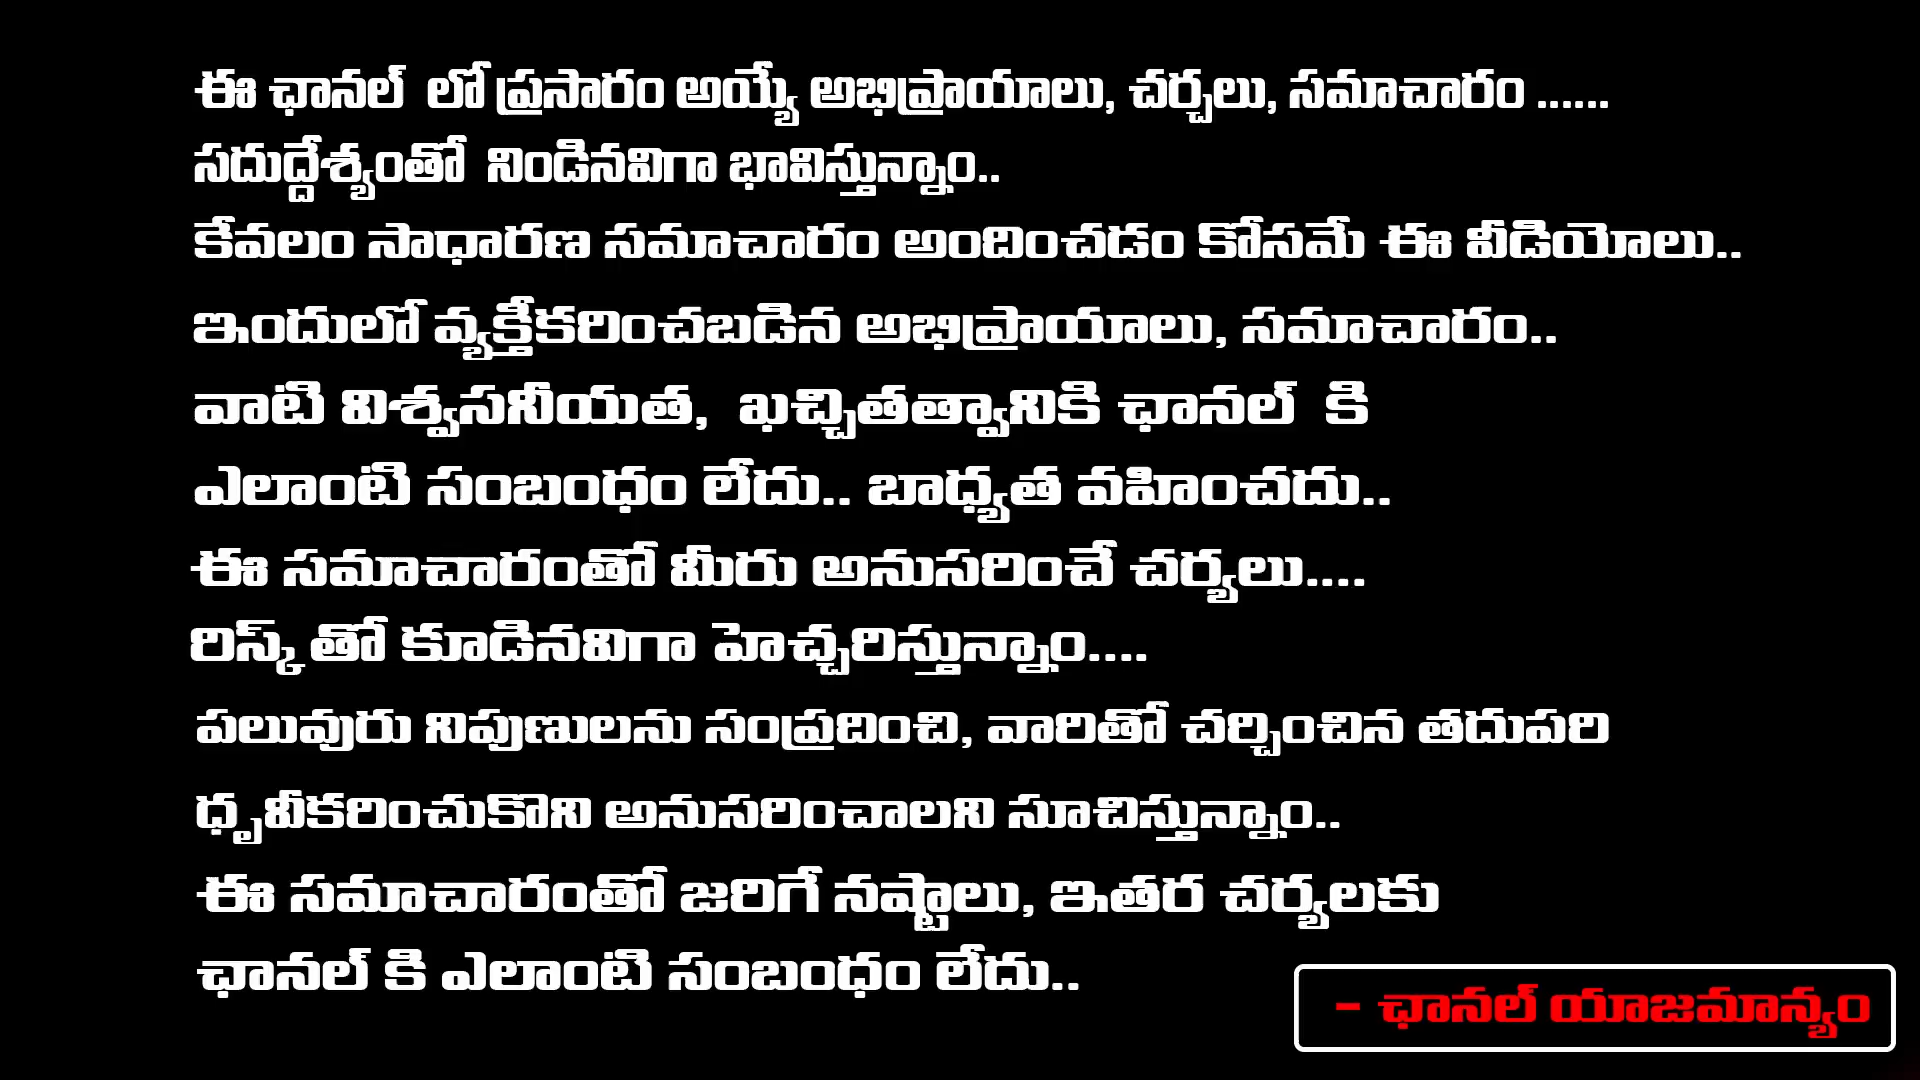 ఈ ఛానల్ లో ప్రసారం అయ్యే అభిప్రాయాలు, చర్చలు, సమాచారం ......
సదుద్దేశ్యంతో నిండినవిగా భావిస్తున్నాం..
కేవలం సాధారణ సమాచారం అందించడం కోసమే ఈ వీడియోలు..
ఇందులో వ్యక్తీకరించబడిన అభిప్రాయాలు, సమాచారం..
వాటి విశ్వసనీయత, ఖచ్చితత్వానికి ఛానల్ కి
ఎలాంటి సంబంధం లేదు.. బాధ్యత వహించదు..
ఈ సమాచారంతో మీరు అనుసరించే చర్యలు....
రిస్క్ తో కూడినవిగా హెచ్చరిస్తున్నాం....
పలువురు నిపుణులను సంప్రదించి, వారితో చర్చించిన తదుపరి
ధృవీకరించుకొని అనుసరించాలని సూచిస్తున్నాం..
ఈ సమాచారంతో జరిగే నష్టాలు, ఇతర చర్యలకు
ఛానల్ కి ఎలాంటి సంబంధం లేదు..
- ఛానల్ యాజమాన్యం